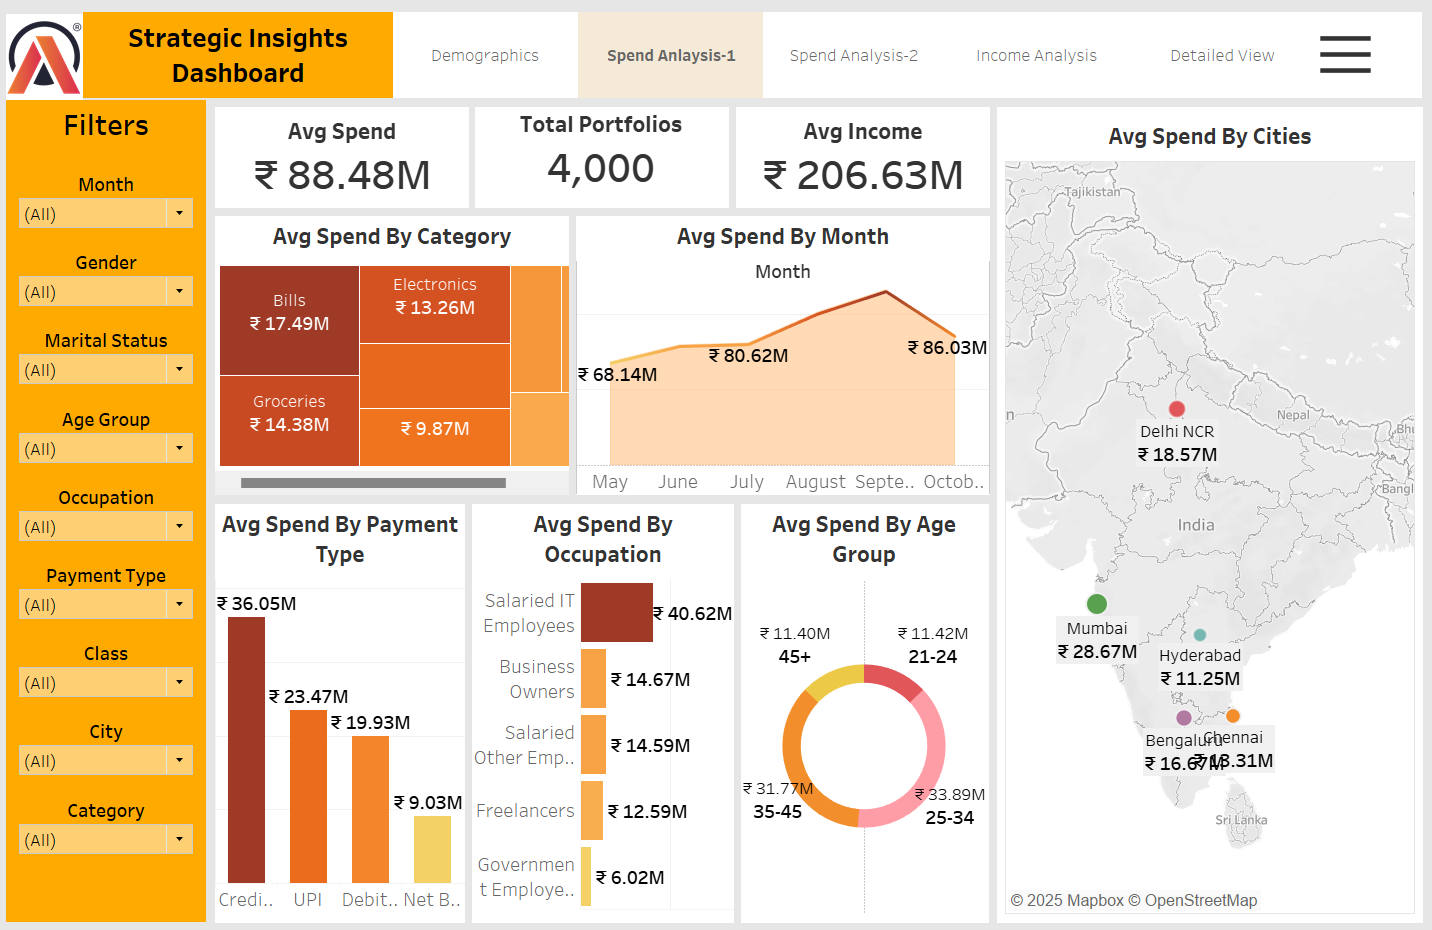 ®
Strategic Insights
Dashboard
Demographics
Spend Anlaysis-1
Spend Analysis-2
Income Analysis
Detailed View
Filters
Month
(All)
Gender
(All)
Marital Status
(All)
Age Group
(All)
Occupation
(All)
Payment Type
(All)
Class
(All)
City
(All)
Category
(All)
Avg Spend
₹ 88.48M
Total Portfolios
4,000
Avg Income
₹ 206.63M
Avg Spend By Category
Bills
₹ 17.49M
Groceries
₹ 14.38M
Electronics
₹ 13.26M
₹ 9.87M
Avg Spend By Month
Month
₹ 68.14M
₹ 80.62M
₹ 86.03M
May
June
July
August
Septe..
Octob..
Avg Spend By Payment
Type
₹ 36.05M
₹ 23.47M
₹ 19.93M
₹ 9.03M
Credi..
UPI
Debit..
Net B..
Avg Spend By
Occupation
Salaried IT
Employees
₹ 40.62M
Business
Owners
₹ 14.67M
Salaried
Other Emp..
₹ 14.59M
Freelancers
₹ 12.59M
Governmen
t Employe..
₹ 6.02M
Avg Spend By Age
Group
₹ 11.40M
45+
₹ 11.42M
21-24
₹ 31.77M
35-45
₹ 33.89M
25-34
Avg Spend By Cities
Tajikistan
Nepal
Bhu
Bangl
India
n
Delhi NCR
₹ 18.57M
Mumbai
₹ 28.67M
Hyderabad
₹ 11.25M
Bengaluru
₹ 16.67M
Chennai
₹ 13.31M
Sri Lanka
© 2025 Mapbox © OpenStreetMap